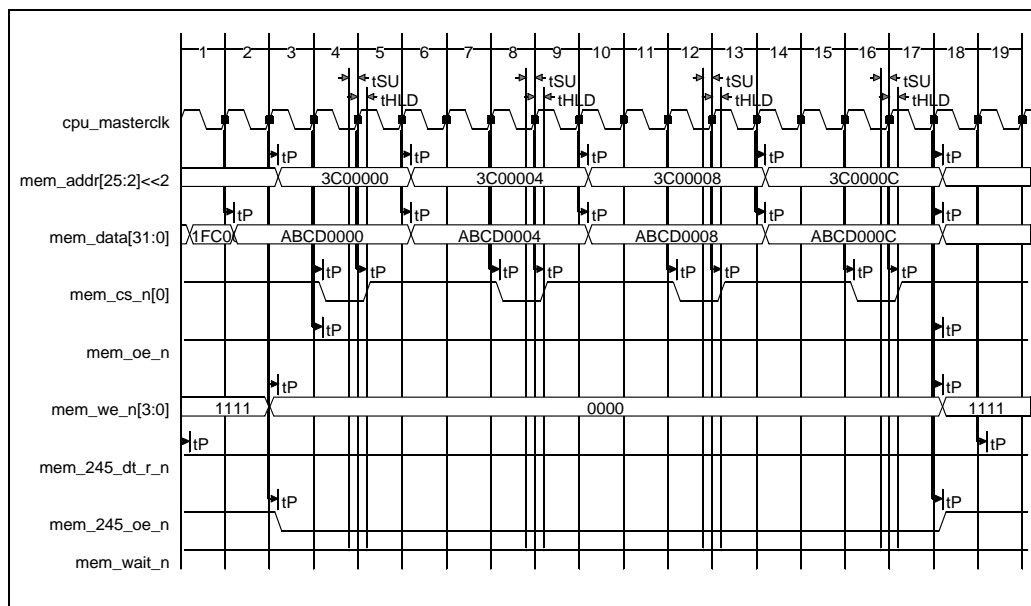 1 2 3 4 5 6 7 8 9 10 11 12 13 14 15 16 17 18 19
tSU tSU tSU tSU
tHLD tHLD tHLD tHLD
cpu_masterclk
tP tP tP tP tP
mem_addr[25:2]<<2 3C00000 3C00004 3C00008 3C0000C
tP tP tP tP tP
mem_data[31:0] 1FC0 ABCD0000 ABCD0004 ABCD0008 ABCD000C
tP tP tP tP tP tP tP tP
mem_cs_n[0]
tP tP
mem_oe_n
tP tP
mem_we_n[3:0] 1111 0000 1111
tP tP
mem_245_dt_r_n
tP tP
mem_245_oe_n
mem_wait_n